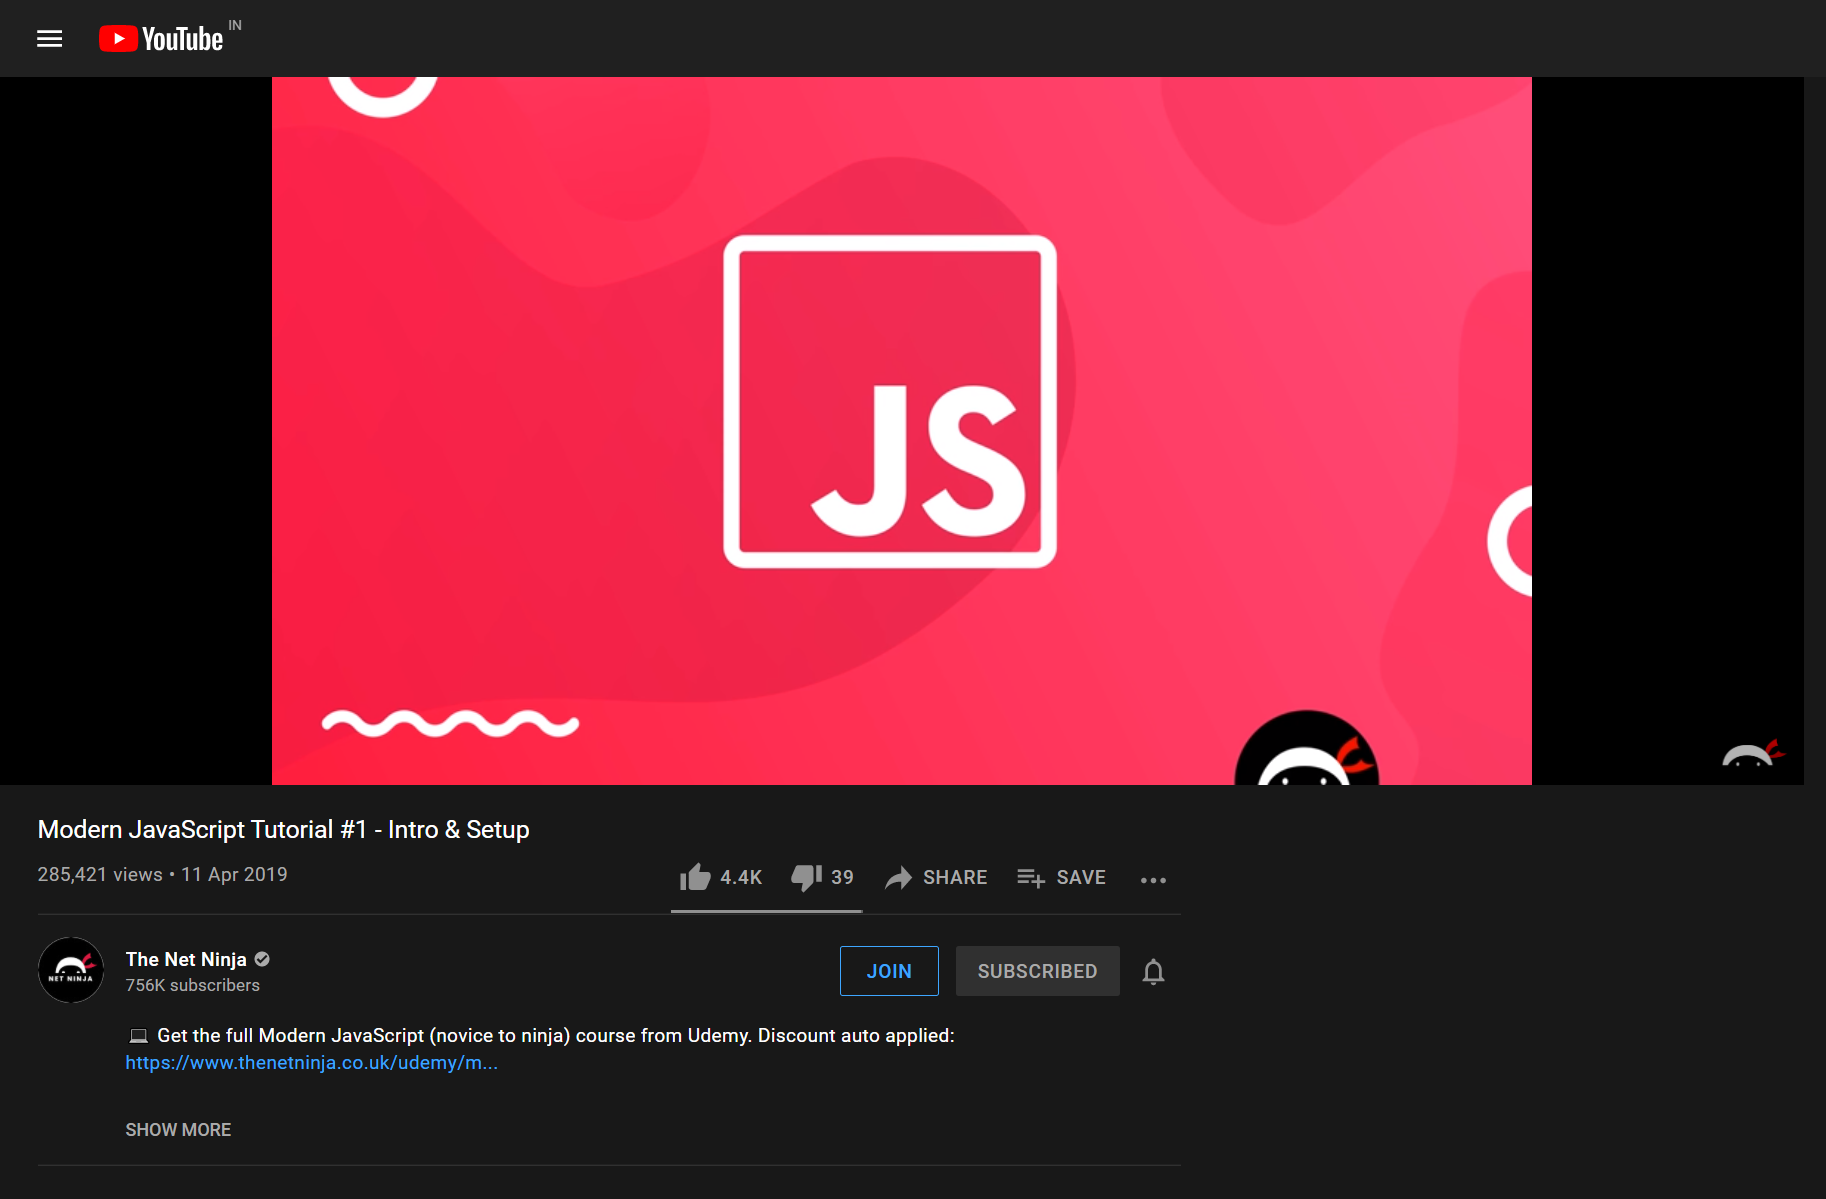 YouTube IN
JS
Modern JavaScript Tutorial #1 - Intro & Setup
285,421 views • 11 Apr 2019
4.4K 39 SHARE SAVE
The Net Ninja
756K subscribers
NET NINJA
JOIN SUBSCRIBED
Get the full Modern JavaScript (novice to ninja) course from Udemy. Discount auto applied:
https://www.thenetninja.co.uk/udemy/m...
SHOW MORE